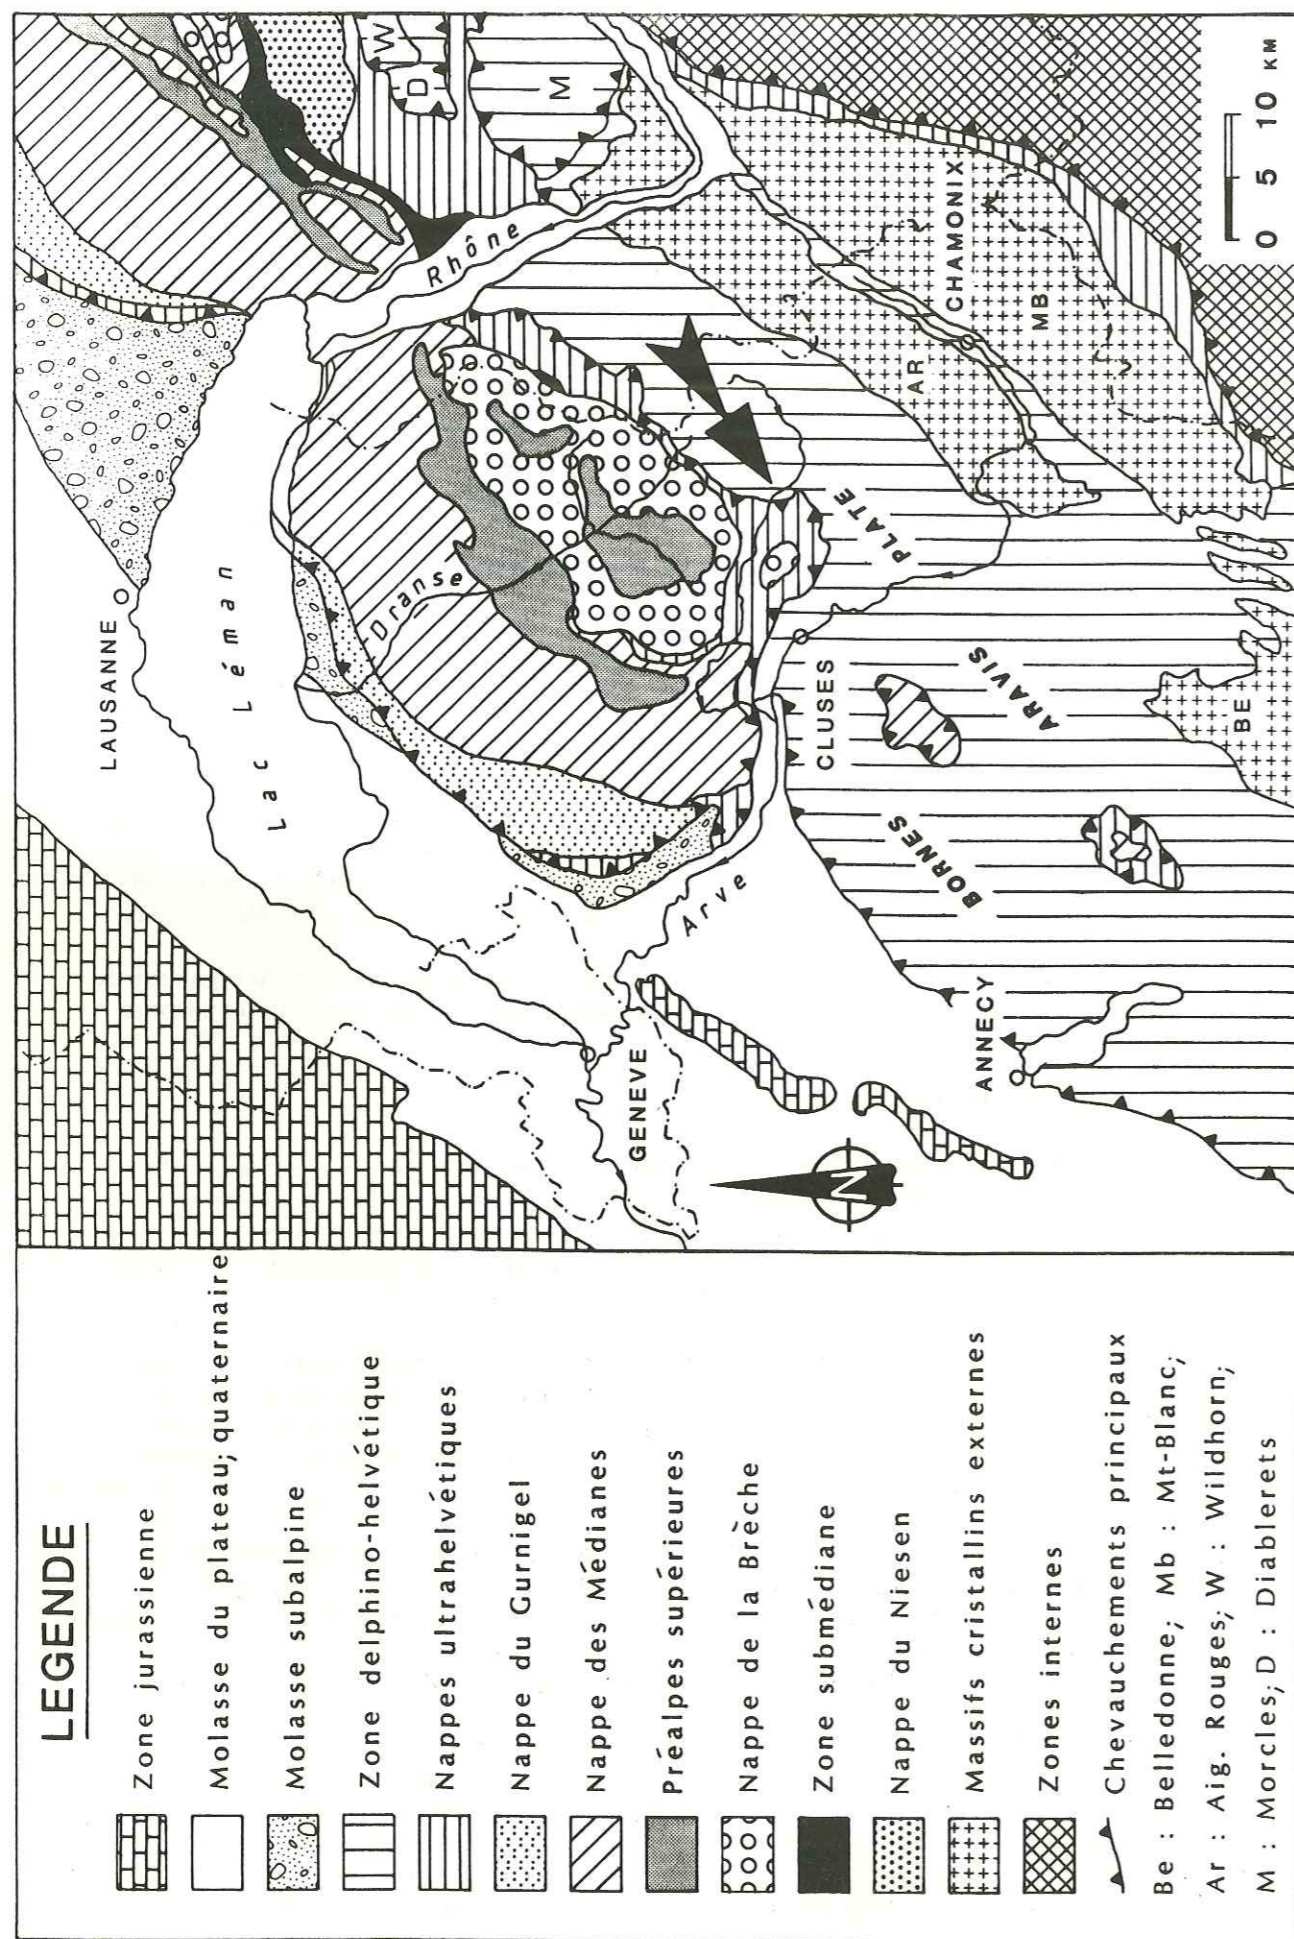 LEGENDE
Zone jurassienne
Molasse du plateau; quaternaire
Molasse subalpine
Zone delphino-helvétique
Nappes ultrahelvétiques
Nappe du Gurnigel
Nappe des Médianes
Préalpes supérieures
Nappe de la Brèche
Zone submédiane
Nappe du Niesen
Massifs cristallins externes
Zones internes
Chevauchements principaux
Be : Belledonne; Mb : Mt-Blanc;
Ar : Aig. Rouges; W : Wildhorn;
M : Morcles; D : Diablerets
LAUSANNE
Lac Léman
Dranse
Rhône
D
W
M
GENEVE
Arve
CLUSES
PLATE
AR
CHAMONIX
MB
ARAVIS
BORNES
BE
ANNECY
N
0 5 10 KM